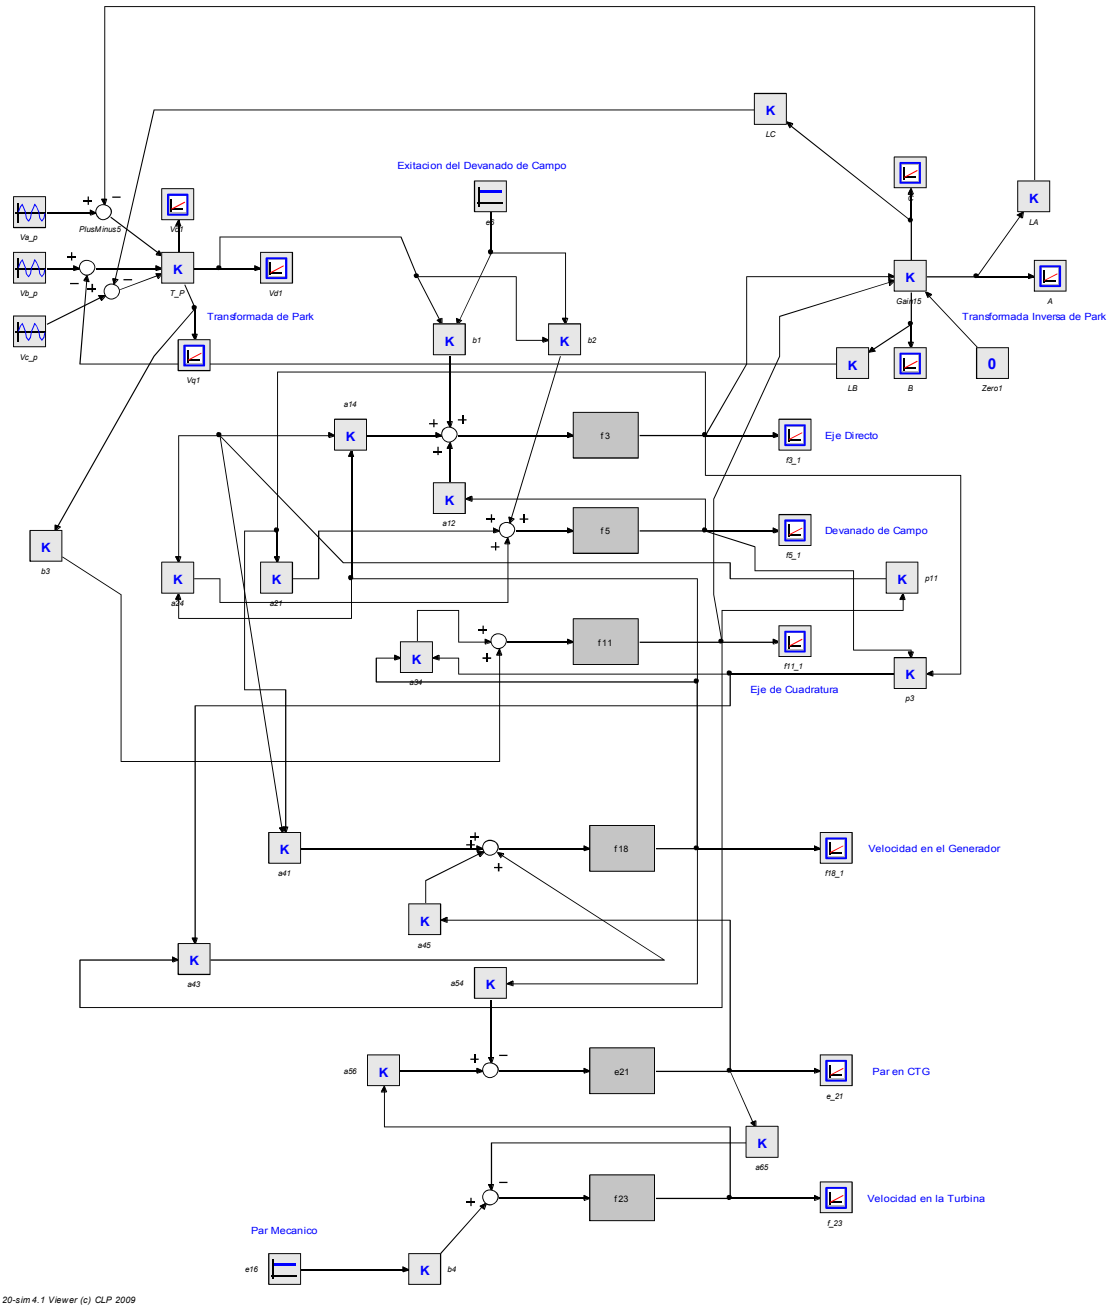 K
LC
Exitacion del Devanado de Campo
+
−
K
Va_p
PlusMinus5
LA
+
K
−
K
Vb_p
−
+
T_P
Vd1
Gain15
A
Transformada de Park
Transformada Inversa de Park
K
b1
K
b2
Vc_p
K
0
Vq1
LB
B
Zero1
a14
+
+
K
f3
Eje Directo
+
f3_1
K
a12
+
+
f5
Devanado de Campo
K
+
f5_1
b3
K
K
K
p11
a24
a21
+
f11
K
+
f11_1
a34
K
Eje de Cuadratura
p3
+
K
+
f18
Velocidad en el Generador
a41
+
f18_1
K
a45
K
a43
a54
K
+
−
a56
K
e21
Par en CTG
e_21
K
a65
−
+
f23
Velocidad en la Turbina
f_23
Par Mecanico
e16
K
b4
20-sim 4.1 Viewer (c) CLP 2009